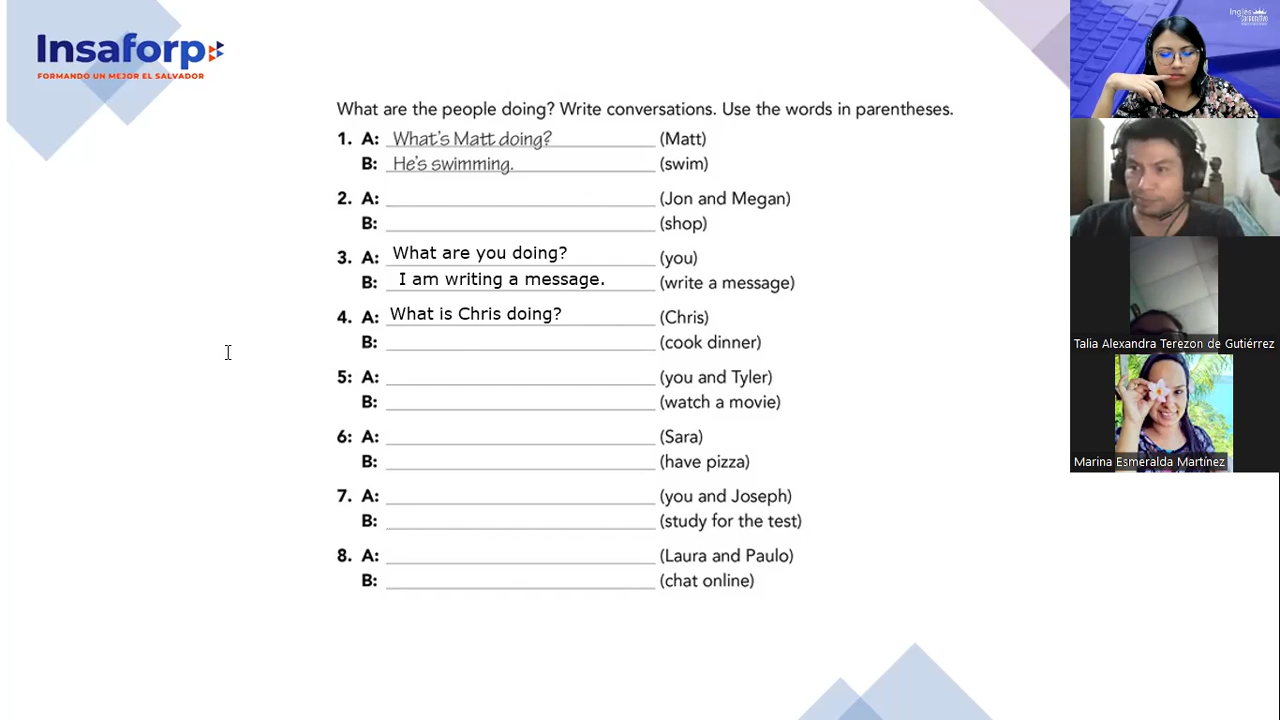 Insaforp
FORMANDO UN MEJOR EL SALVADOR
What are the people doing? Write conversations. Use the words in parentheses.
1. A: What's Matt doing? (Matt)
B: He's swimming. (swim)
2. A: (Jon and Megan)
B: (shop)
3. A: What are you doing? (you)
B: I am writing a message. (write a message)
4. A: What is Chris doing? (Chris)
B: (cook dinner)
5: A: (you and Tyler)
B: (watch a movie)
6: A: (Sara)
B: (have pizza)
7. A: (you and Joseph)
B: (study for the test)
8. A: (Laura and Paulo)
B: (chat online)
Inglés
Talia Alexandra Terezon de Gutiérrez
Marina Esmeralda Martínez